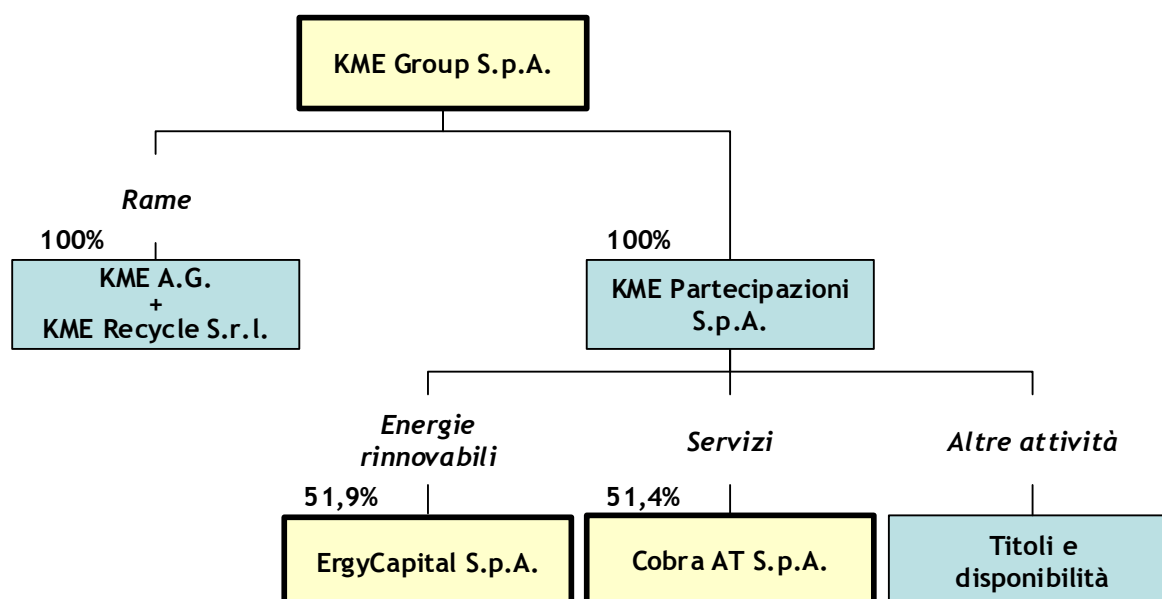 KME Group S.p.A.
Rame
100%
KME A.G.
+
KME Recycle S.r.l.
100%
KME Partecipazioni
S.p.A.
Energie
rinnovabili
51,9%
ErgyCapital S.p.A.
Servizi
51,4%
Cobra AT S.p.A.
Altre attività
Titoli e
disponibilità